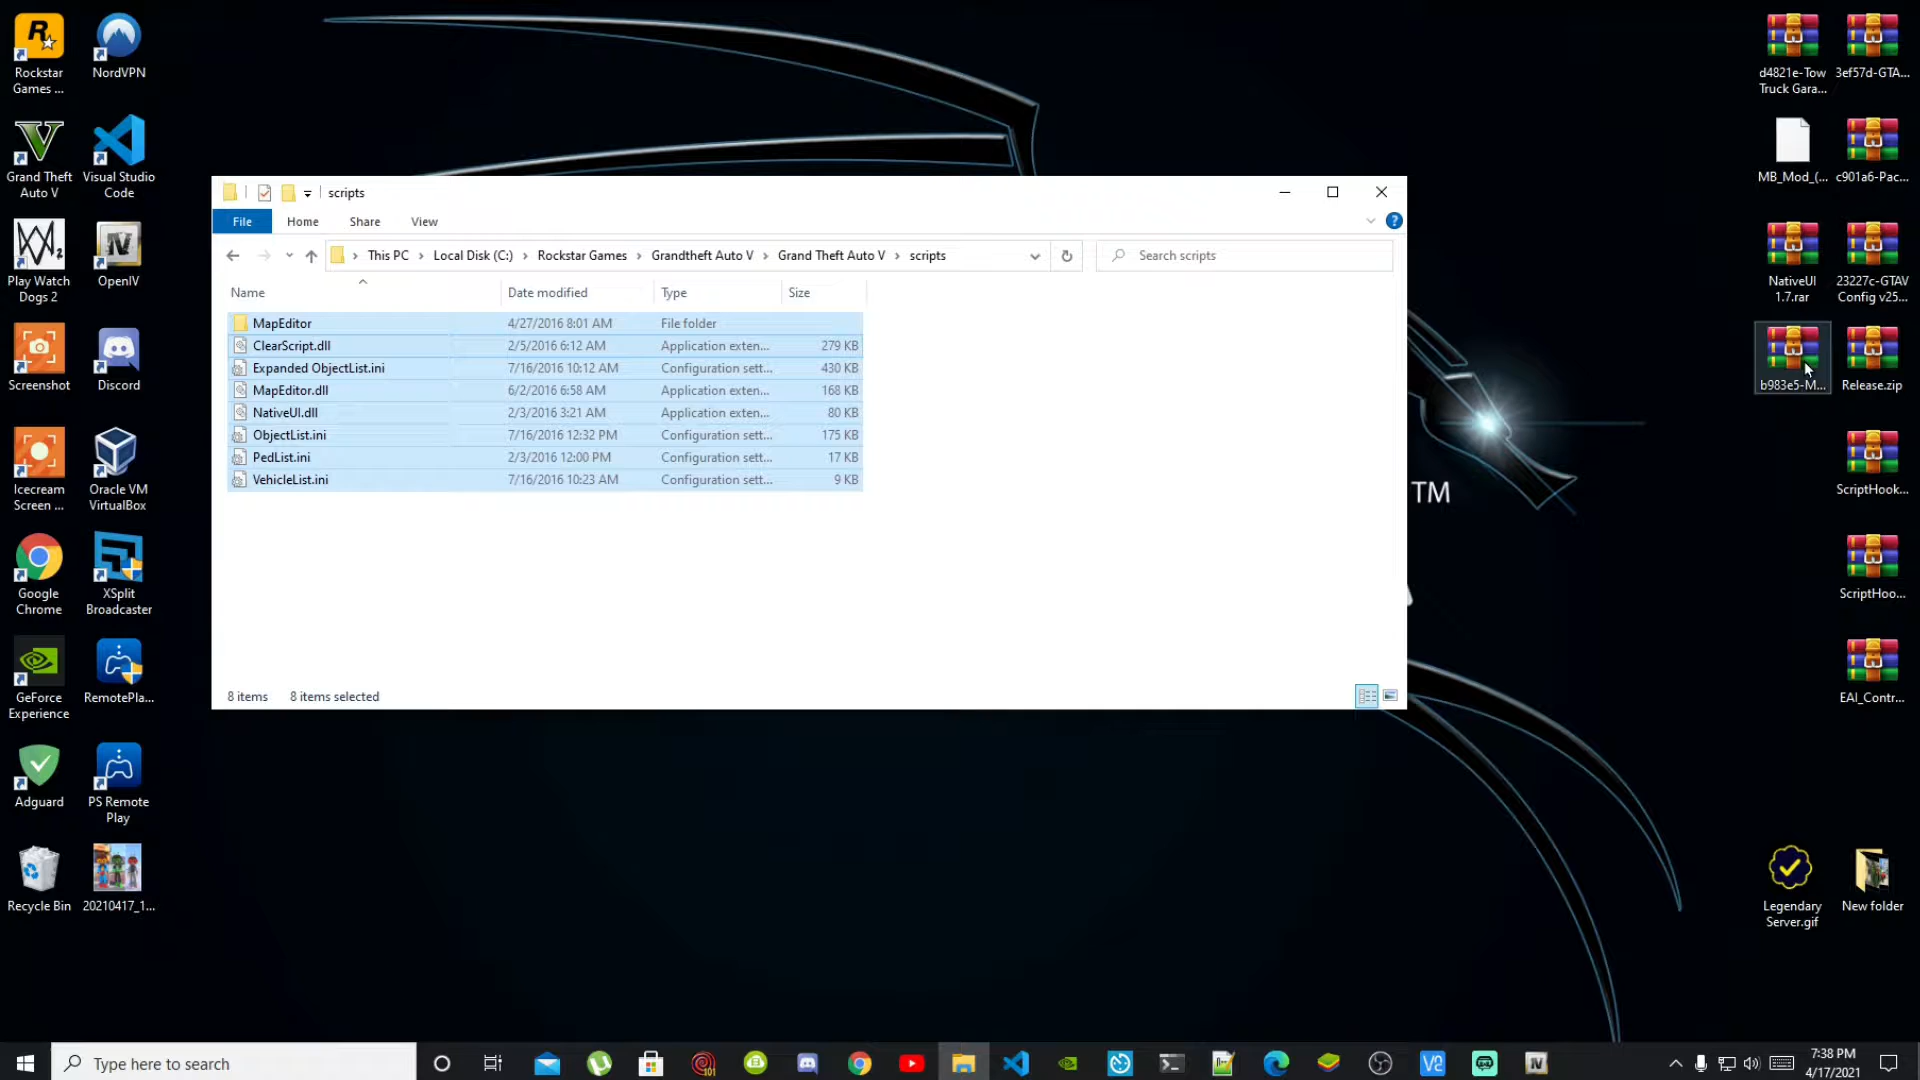 Rockstar
Games ...
NordVPN
Grand Theft
Auto V
Visual Studio
Code
Play Watch
Dogs 2
OpenIV
Screenshot
Discord
Icecream
Screen ...
Oracle VM
VirtualBox
Google
Chrome
XSplit
Broadcaster
GeForce
Experience
RemotePla...
Adguard
PS Remote
Play
Recycle Bin
20210417_1...
scripts
File
Home
Share
View
This PC
Local Disk (C:)
Rockstar Games
Grandtheft Auto V
Grand Theft Auto V
scripts
Search scripts
Name
Date modified
Type
Size
MapEditor 4/27/2016 8:01 AM File folder
ClearScript.dll 2/5/2016 6:12 AM Application exten... 279 KB
Expanded ObjectList.ini 7/16/2016 10:12 AM Configuration sett... 430 KB
MapEditor.dll 6/2/2016 6:58 AM Application exten... 168 KB
NativeUI.dll 2/3/2016 3:21 AM Application exten... 80 KB
ObjectList.ini 7/16/2016 12:32 PM Configuration sett... 175 KB
PedList.ini 2/3/2016 12:00 PM Configuration sett... 17 KB
VehicleList.ini 7/16/2016 10:23 AM Configuration sett... 9 KB
8 items
8 items selected
TM
d4821e-Tow
Truck Gara...
3ef57d-GTA...
MB_Mod_(...
c901a6-Pac...
NativeUI
1.7.rar
23227c-GTAV
Config v25...
b983e5-M...
Release.zip
ScriptHook...
ScriptHoo...
EAI_Contr...
Legendary
Server.gif
New folder
Type here to search
7:38 PM
4/17/2021